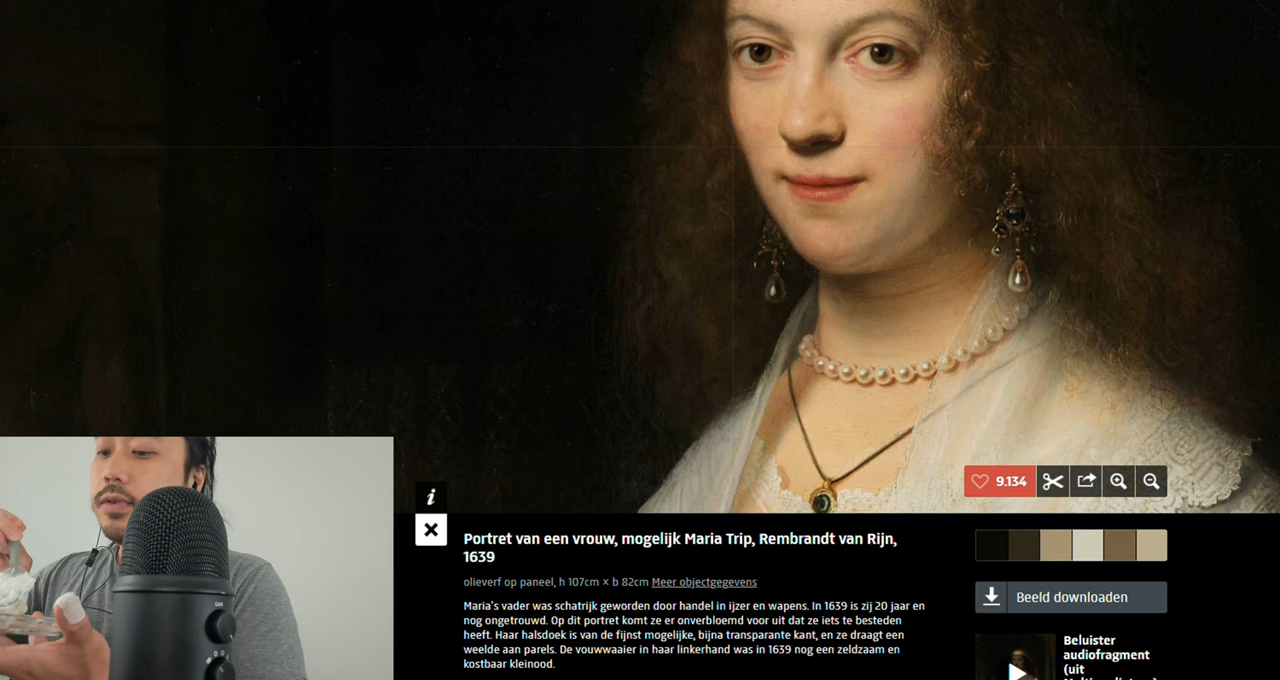 9.134
Portret van een vrouw, mogelijk Maria Trip, Rembrandt van Rijn,
1639
olieverf op paneel, h 107cm × b 82cm Meer objectgegevens
Maria's vader was schatrijk geworden door handel in ijzer en wapens. In 1639 is zij 20 jaar en
nog ongetrouwd. Op dit portret komt ze er onverbloemd voor uit dat ze iets te besteden
heeft. Haar halsdoek is van de fijnst mogelijke, bijna transparante kant, en ze draagt een
weelde aan parels. De vouwwaaier in haar linkerhand was in 1639 nog een zeldzaam en
kostbaar kleinood.
Beeld downloaden
Beluister
audiofragment
(uit
GAIN